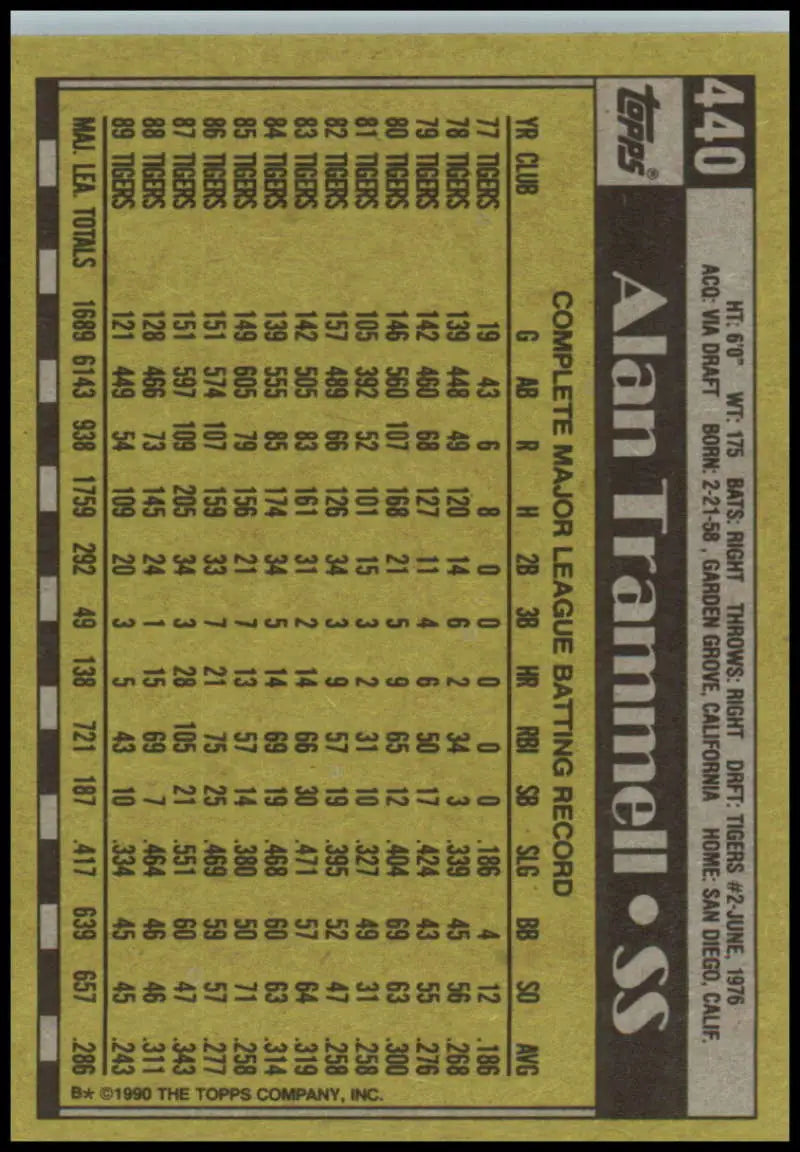 440
HT: 6'0" WT: 175 BATS: RIGHT THROWS: RIGHT DRFT: TIGERS #2-JUNE, 1976
ACQ: VIA DRAFT BORN: 2-21-58 , GARDEN GROVE, CALIFORNIA HOME: SAN DIEGO, CALIF.
TOPPS® Alan Trammell • SS
COMPLETE MAJOR LEAGUE BATTING RECORD
YR CLUB G AB R H 2B 3B HR RBI SB SLG BB SO AVG
77 TIGERS 19 43 6 8 0 0 0 0 0 .186 4 12 .186
78 TIGERS 139 448 49 120 14 6 2 34 3 .339 45 56 .268
79 TIGERS 142 460 68 127 11 4 6 50 17 .424 43 55 .276
80 TIGERS 146 560 107 168 21 5 9 65 12 .404 69 63 .300
81 TIGERS 105 392 52 101 15 3 2 31 10 .327 49 31 .258
82 TIGERS 157 489 66 126 34 3 9 57 19 .395 52 47 .258
83 TIGERS 142 505 83 161 31 2 14 66 30 .471 57 64 .319
84 TIGERS 139 555 85 174 34 5 14 69 19 .468 60 63 .314
85 TIGERS 149 605 79 156 21 7 13 57 14 .380 50 71 .258
86 TIGERS 151 574 107 159 33 7 21 75 25 .469 59 57 .277
87 TIGERS 151 597 109 205 34 3 28 105 21 .551 60 47 .343
88 TIGERS 128 466 73 145 24 1 15 69 7 .464 46 46 .311
89 TIGERS 121 449 54 109 20 3 5 43 10 .334 45 45 .243
MAJ. LEA. TOTALS 1689 6143 938 1759 292 49 138 721 187 .417 639 657 .286
B* ©1990 THE TOPPS COMPANY, INC.